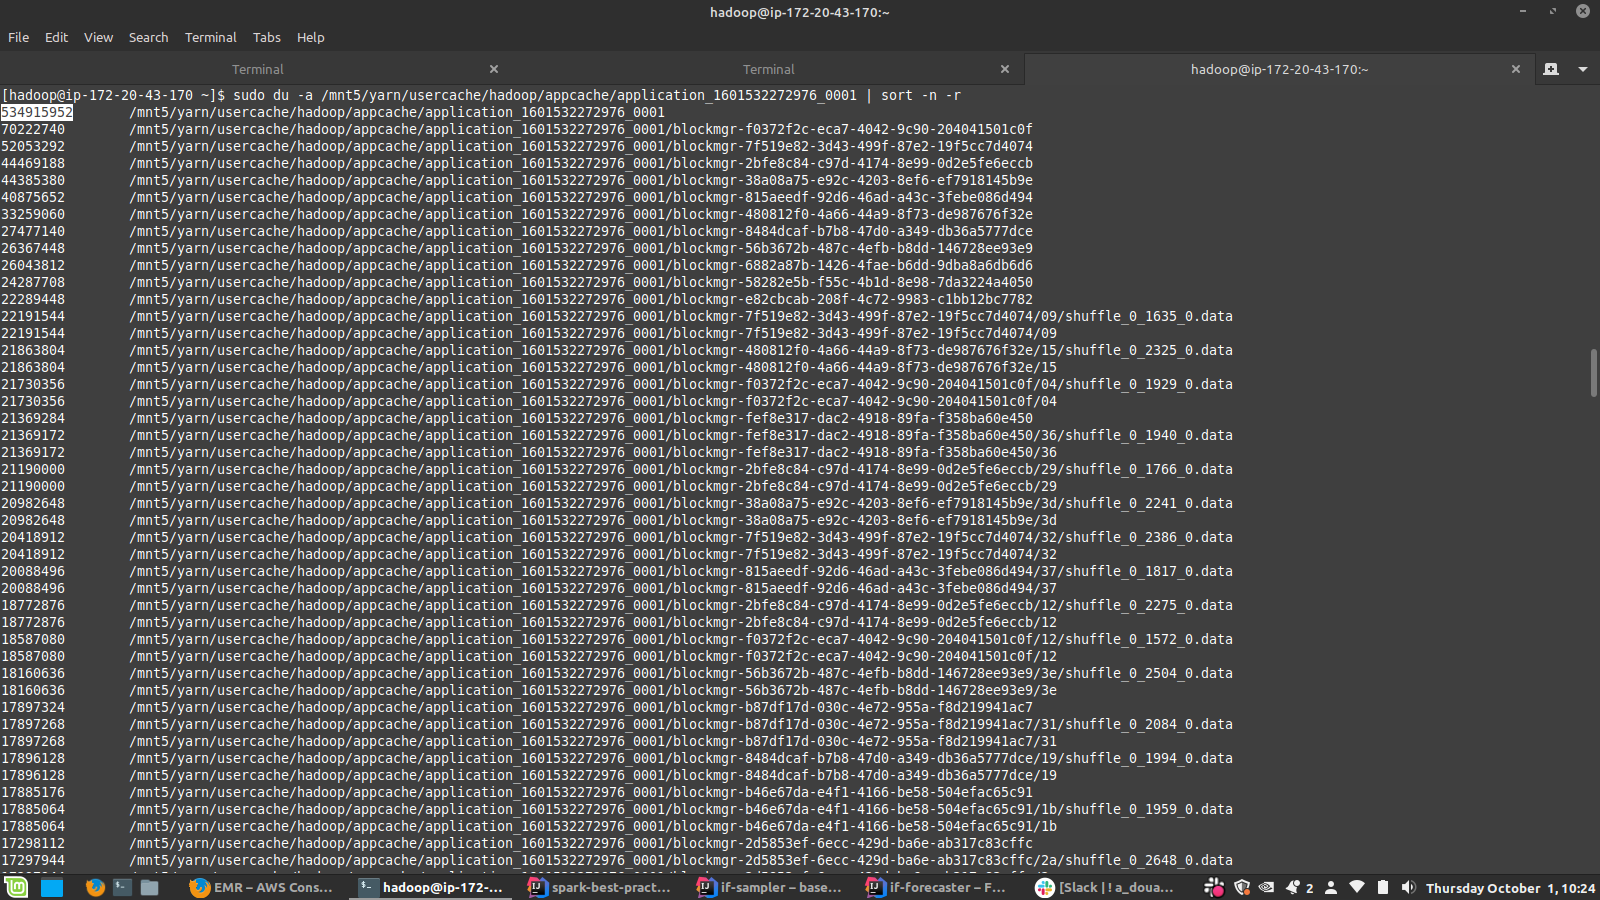 hadoop@ip-172-20-43-170:~
File Edit View Search Terminal Tabs Help
Terminal Terminal hadoop@ip-172-20-43-170:~
[hadoop@ip-172-20-43-170 ~]$ sudo du -a /mnt5/yarn/usercache/hadoop/appcache/application_1601532272976_0001 | sort -n -r
534915952 /mnt5/yarn/usercache/hadoop/appcache/application_1601532272976_0001
70222740 /mnt5/yarn/usercache/hadoop/appcache/application_1601532272976_0001/blockmgr-f0372f2c-eca7-4042-9c90-204041501c0f
52053292 /mnt5/yarn/usercache/hadoop/appcache/application_1601532272976_0001/blockmgr-7f519e82-3d43-499f-87e2-19f5cc7d4074
44469188 /mnt5/yarn/usercache/hadoop/appcache/application_1601532272976_0001/blockmgr-2bfe8c84-c97d-4174-8e99-0d2e5fe6eccb
44385380 /mnt5/yarn/usercache/hadoop/appcache/application_1601532272976_0001/blockmgr-38a08a75-e92c-4203-8ef6-ef7918145b9e
40875652 /mnt5/yarn/usercache/hadoop/appcache/application_1601532272976_0001/blockmgr-815aeedf-92d6-46ad-a43c-3febe086d494
33259060 /mnt5/yarn/usercache/hadoop/appcache/application_1601532272976_0001/blockmgr-480812f0-4a66-44a9-8f73-de987676f32e
27477140 /mnt5/yarn/usercache/hadoop/appcache/application_1601532272976_0001/blockmgr-8484dcaf-b7b8-47d0-a349-db36a5777dce
26367448 /mnt5/yarn/usercache/hadoop/appcache/application_1601532272976_0001/blockmgr-56b3672b-487c-4efb-b8dd-146728ee93e9
26043812 /mnt5/yarn/usercache/hadoop/appcache/application_1601532272976_0001/blockmgr-6882a87b-1426-4fae-b6dd-9dba8a6db6d6
24287708 /mnt5/yarn/usercache/hadoop/appcache/application_1601532272976_0001/blockmgr-58282e5b-f55c-4b1d-8e98-7da3224a4050
22289448 /mnt5/yarn/usercache/hadoop/appcache/application_1601532272976_0001/blockmgr-e82cbcab-208f-4c72-9983-c1bb12bc7782
22191544 /mnt5/yarn/usercache/hadoop/appcache/application_1601532272976_0001/blockmgr-7f519e82-3d43-499f-87e2-19f5cc7d4074/09/shuffle_0_1635_0.data
22191544 /mnt5/yarn/usercache/hadoop/appcache/application_1601532272976_0001/blockmgr-7f519e82-3d43-499f-87e2-19f5cc7d4074/09
21863804 /mnt5/yarn/usercache/hadoop/appcache/application_1601532272976_0001/blockmgr-480812f0-4a66-44a9-8f73-de987676f32e/15/shuffle_0_2325_0.data
21863804 /mnt5/yarn/usercache/hadoop/appcache/application_1601532272976_0001/blockmgr-480812f0-4a66-44a9-8f73-de987676f32e/15
21730356 /mnt5/yarn/usercache/hadoop/appcache/application_1601532272976_0001/blockmgr-f0372f2c-eca7-4042-9c90-204041501c0f/04/shuffle_0_1929_0.data
21730356 /mnt5/yarn/usercache/hadoop/appcache/application_1601532272976_0001/blockmgr-f0372f2c-eca7-4042-9c90-204041501c0f/04
21369284 /mnt5/yarn/usercache/hadoop/appcache/application_1601532272976_0001/blockmgr-fef8e317-dac2-4918-89fa-f358ba60e450
21369172 /mnt5/yarn/usercache/hadoop/appcache/application_1601532272976_0001/blockmgr-fef8e317-dac2-4918-89fa-f358ba60e450/36/shuffle_0_1940_0.data
21369172 /mnt5/yarn/usercache/hadoop/appcache/application_1601532272976_0001/blockmgr-fef8e317-dac2-4918-89fa-f358ba60e450/36
21190000 /mnt5/yarn/usercache/hadoop/appcache/application_1601532272976_0001/blockmgr-2bfe8c84-c97d-4174-8e99-0d2e5fe6eccb/29/shuffle_0_1766_0.data
21190000 /mnt5/yarn/usercache/hadoop/appcache/application_1601532272976_0001/blockmgr-2bfe8c84-c97d-4174-8e99-0d2e5fe6eccb/29
20982648 /mnt5/yarn/usercache/hadoop/appcache/application_1601532272976_0001/blockmgr-38a08a75-e92c-4203-8ef6-ef7918145b9e/3d/shuffle_0_2241_0.data
20982648 /mnt5/yarn/usercache/hadoop/appcache/application_1601532272976_0001/blockmgr-38a08a75-e92c-4203-8ef6-ef7918145b9e/3d
20418912 /mnt5/yarn/usercache/hadoop/appcache/application_1601532272976_0001/blockmgr-7f519e82-3d43-499f-87e2-19f5cc7d4074/32/shuffle_0_2386_0.data
20418912 /mnt5/yarn/usercache/hadoop/appcache/application_1601532272976_0001/blockmgr-7f519e82-3d43-499f-87e2-19f5cc7d4074/32
20088496 /mnt5/yarn/usercache/hadoop/appcache/application_1601532272976_0001/blockmgr-815aeedf-92d6-46ad-a43c-3febe086d494/37/shuffle_0_1817_0.data
20088496 /mnt5/yarn/usercache/hadoop/appcache/application_1601532272976_0001/blockmgr-815aeedf-92d6-46ad-a43c-3febe086d494/37
18772876 /mnt5/yarn/usercache/hadoop/appcache/application_1601532272976_0001/blockmgr-2bfe8c84-c97d-4174-8e99-0d2e5fe6eccb/12/shuffle_0_2275_0.data
18772876 /mnt5/yarn/usercache/hadoop/appcache/application_1601532272976_0001/blockmgr-2bfe8c84-c97d-4174-8e99-0d2e5fe6eccb/12
18587080 /mnt5/yarn/usercache/hadoop/appcache/application_1601532272976_0001/blockmgr-f0372f2c-eca7-4042-9c90-204041501c0f/12/shuffle_0_1572_0.data
18587080 /mnt5/yarn/usercache/hadoop/appcache/application_1601532272976_0001/blockmgr-f0372f2c-eca7-4042-9c90-204041501c0f/12
18160636 /mnt5/yarn/usercache/hadoop/appcache/application_1601532272976_0001/blockmgr-56b3672b-487c-4efb-b8dd-146728ee93e9/3e/shuffle_0_2504_0.data
18160636 /mnt5/yarn/usercache/hadoop/appcache/application_1601532272976_0001/blockmgr-56b3672b-487c-4efb-b8dd-146728ee93e9/3e
17897324 /mnt5/yarn/usercache/hadoop/appcache/application_1601532272976_0001/blockmgr-b87df17d-030c-4e72-955a-f8d219941ac7
17897268 /mnt5/yarn/usercache/hadoop/appcache/application_1601532272976_0001/blockmgr-b87df17d-030c-4e72-955a-f8d219941ac7/31/shuffle_0_2084_0.data
17897268 /mnt5/yarn/usercache/hadoop/appcache/application_1601532272976_0001/blockmgr-b87df17d-030c-4e72-955a-f8d219941ac7/31
17896128 /mnt5/yarn/usercache/hadoop/appcache/application_1601532272976_0001/blockmgr-8484dcaf-b7b8-47d0-a349-db36a5777dce/19/shuffle_0_1994_0.data
17896128 /mnt5/yarn/usercache/hadoop/appcache/application_1601532272976_0001/blockmgr-8484dcaf-b7b8-47d0-a349-db36a5777dce/19
17885176 /mnt5/yarn/usercache/hadoop/appcache/application_1601532272976_0001/blockmgr-b46e67da-e4f1-4166-be58-504efac65c91
17885064 /mnt5/yarn/usercache/hadoop/appcache/application_1601532272976_0001/blockmgr-b46e67da-e4f1-4166-be58-504efac65c91/1b/shuffle_0_1959_0.data
17885064 /mnt5/yarn/usercache/hadoop/appcache/application_1601532272976_0001/blockmgr-b46e67da-e4f1-4166-be58-504efac65c91/1b
17298112 /mnt5/yarn/usercache/hadoop/appcache/application_1601532272976_0001/blockmgr-2d5853ef-6ecc-429d-ba6e-ab317c83cffc
17297944 /mnt5/yarn/usercache/hadoop/appcache/application_1601532272976_0001/blockmgr-2d5853ef-6ecc-429d-ba6e-ab317c83cffc/2a/shuffle_0_2648_0.data
EMR – AWS Cons... hadoop@ip-172-... spark-best-pract... if-sampler – base... if-forecaster – F... [Slack | ! a_doua... 2 Thursday October 1, 10:24